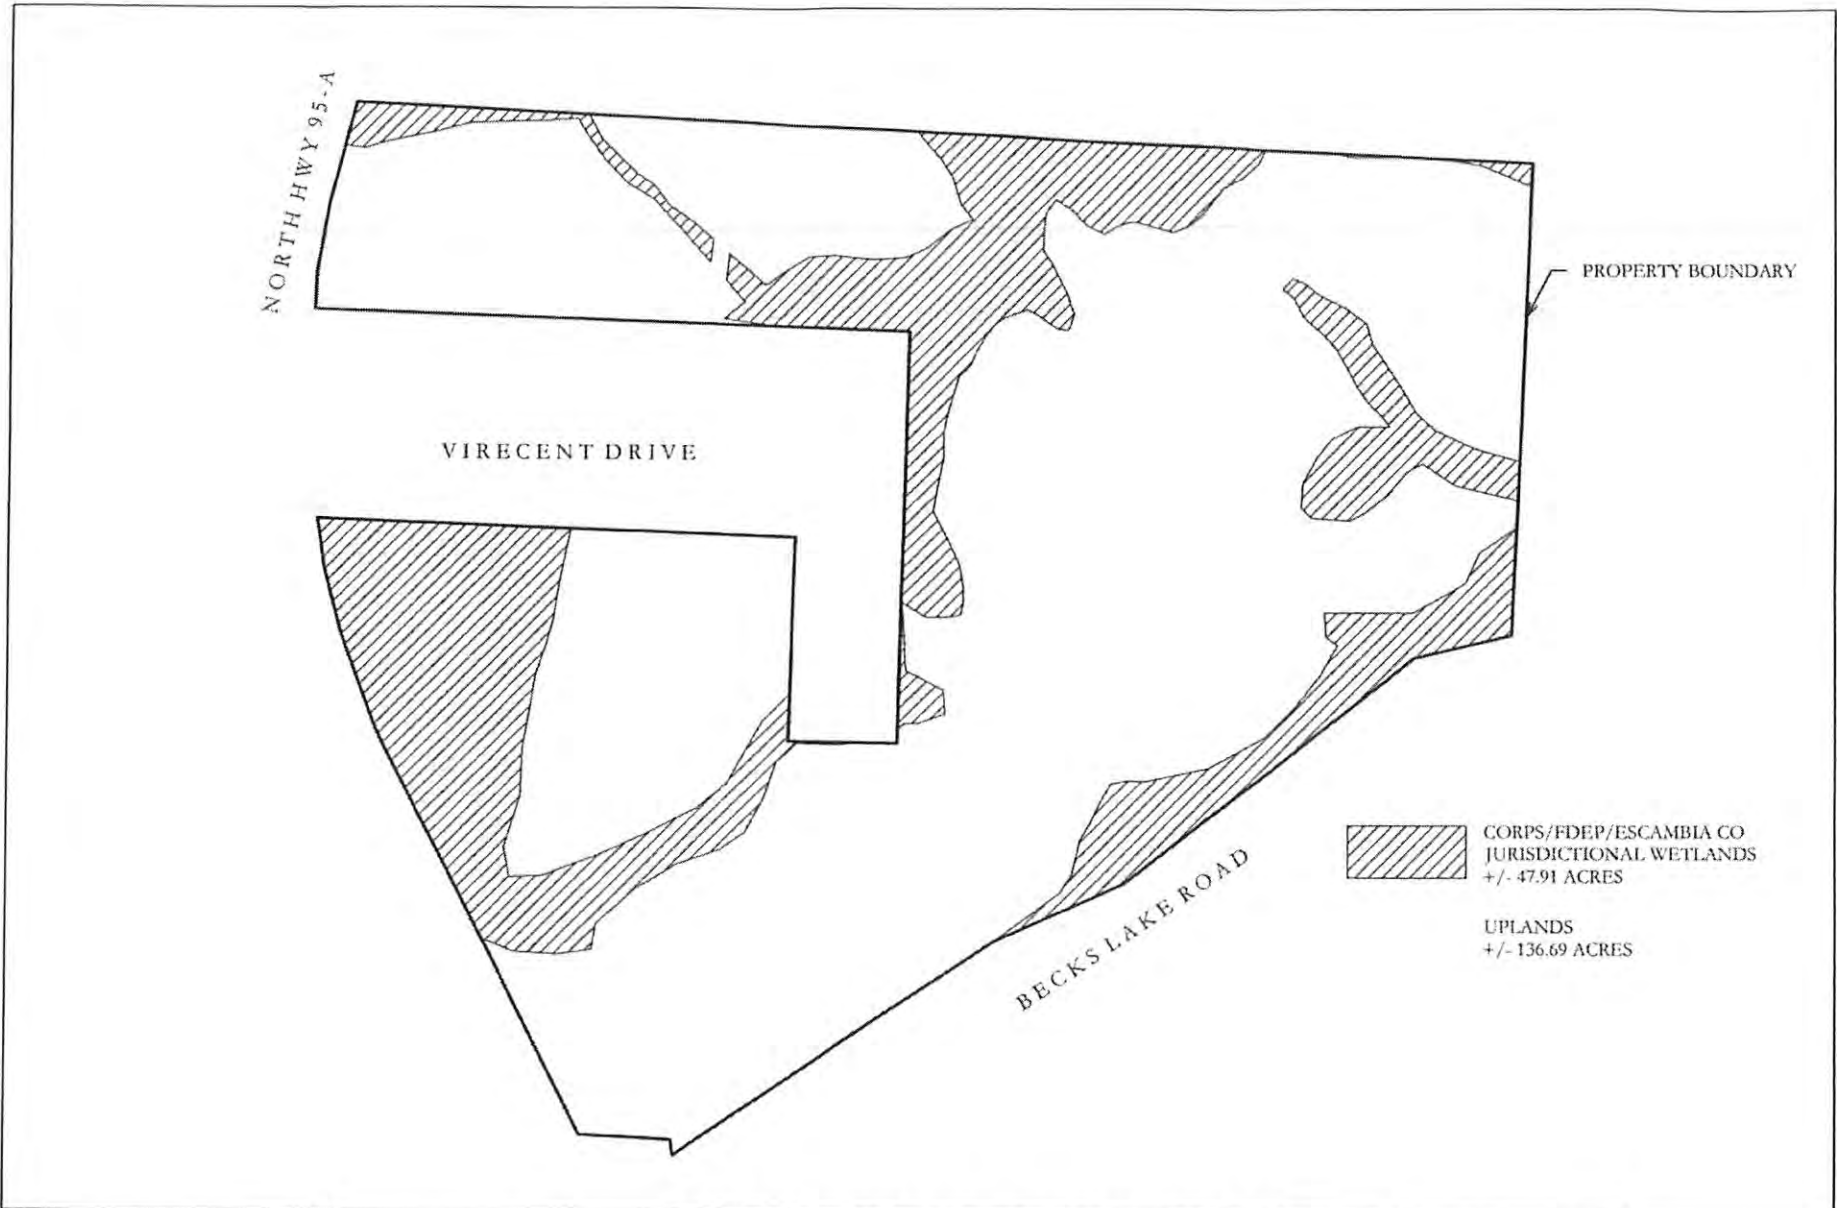 NORTH HWY 95-A
PROPERTY BOUNDARY
VIRECENT DRIVE
CORPS/FDEP/ESCAMBIA CO
JURISDICTIONAL WETLANDS
+/- 47.91 ACRES
UPLANDS
+/- 136.69 ACRES
BECKS LAKE ROAD